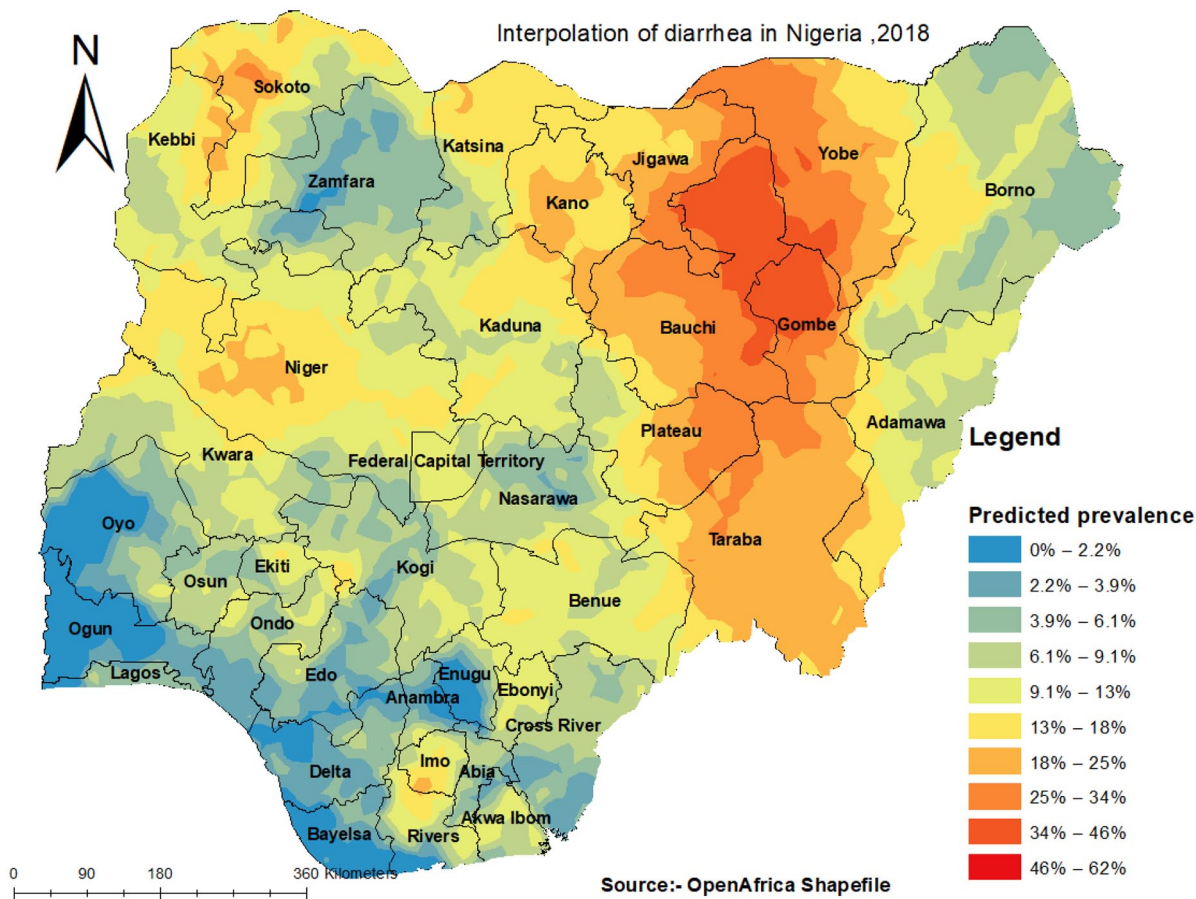 Interpolation of diarrhea in Nigeria ,2018
N
Sokoto
Kebbi
Katsina
Zamfara
Kano
Jigawa
Yobe
Borno
Kaduna
Bauchi
Gombe
Niger
Adamawa
Plateau
Kwara
Federal Capital Territory
Nasarawa
Oyo
Taraba
Osun
Ekiti
Kogi
Benue
Ogun
Ondo
Lagos
Edo
Enugu
Anambra
Ebonyi
Cross River
Delta
Imo
Abia
Bayelsa
Rivers
Akwa Ibom
Legend
Predicted prevalence
0% – 2.2%
2.2% – 3.9%
3.9% – 6.1%
6.1% – 9.1%
9.1% – 13%
13% – 18%
18% – 25%
25% – 34%
34% – 46%
46% – 62%
0 90 180 360 Kilometers
Source:- OpenAfrica Shapefile